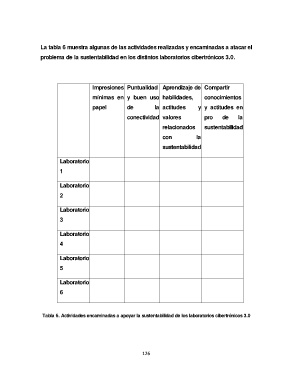 La tabla 6 muestra algunas de las actividades realizadas y encaminadas a atacar el
problema de la sustentabilidad en los distintos laboratorios cibertrónicos 3.0.
Impresiones mínimas en papel
Puntualidad y buen uso de la conectividad
Aprendizaje de habilidades, actitudes y valores relacionados con la sustentabilidad
Compartir conocimientos y actitudes en pro de la sustentabilidad
Laboratorio 1
Laboratorio 2
Laboratorio 3
Laboratorio 4
Laboratorio 5
Laboratorio 6
Tabla 6. Actividades encaminadas a apoyar la sustentabilidad de los laboratorios cibertrónicos 3.0
126